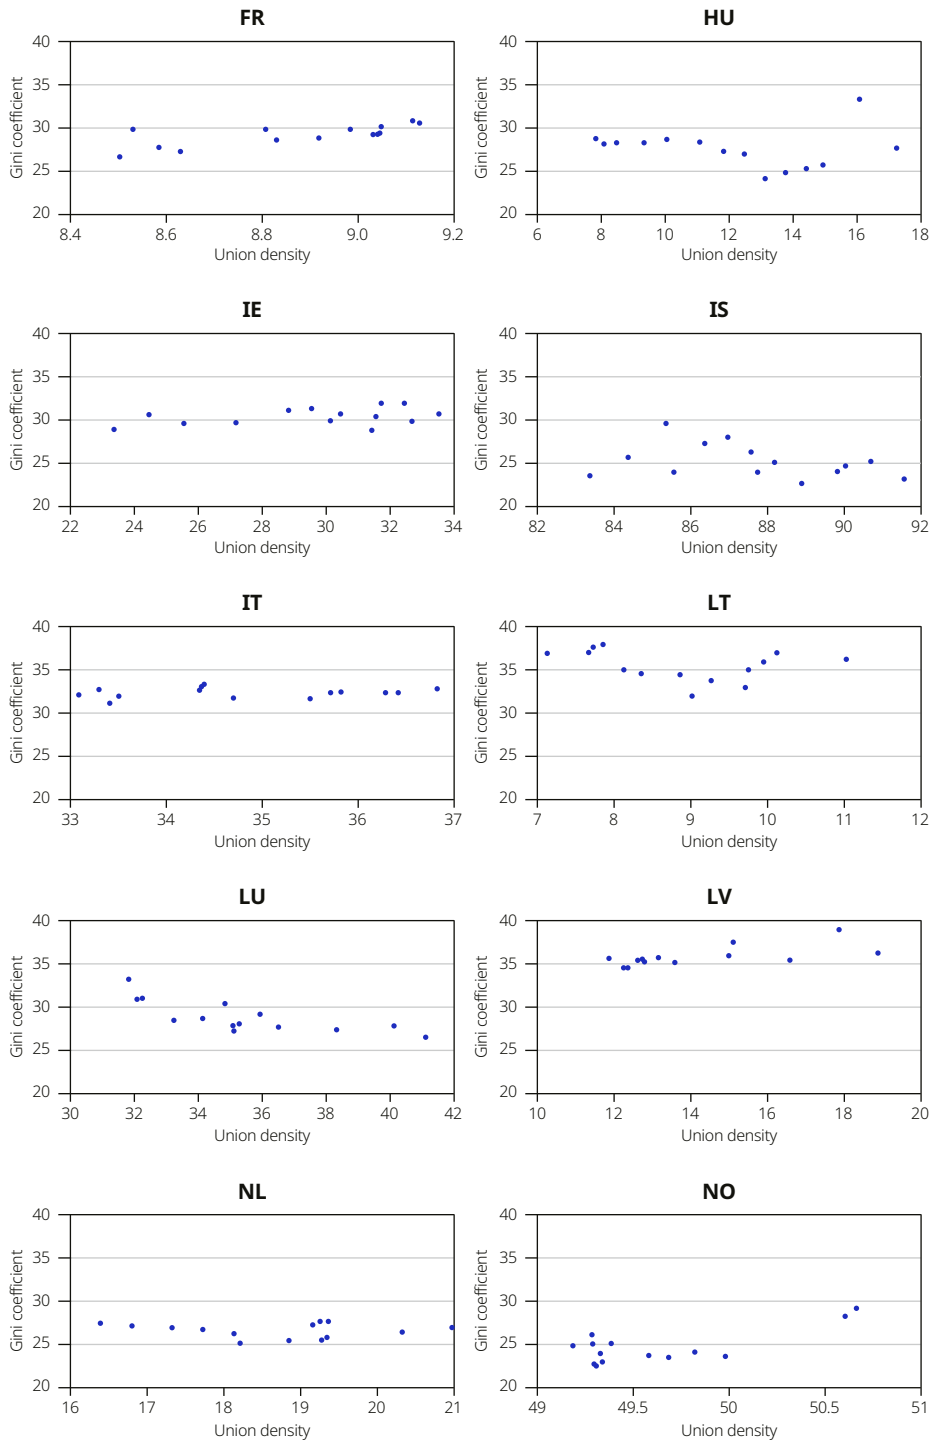 FR
HU
40
35
30
25
20
Gini coefficient
8.4 8.6 8.8 9.0 9.2
Union density
40
35
30
25
20
Gini coefficient
6 8 10 12 14 16 18
Union density
IE
IS
40
35
30
25
20
Gini coefficient
22 24 26 28 30 32 34
Union density
40
35
30
25
20
Gini coefficient
82 84 86 88 90 92
Union density
IT
LT
40
35
30
25
20
Gini coefficient
33 34 35 36 37
Union density
40
35
30
25
20
Gini coefficient
7 8 9 10 11 12
Union density
LU
LV
40
35
30
25
20
Gini coefficient
30 32 34 36 38 40 42
Union density
40
35
30
25
20
Gini coefficient
10 12 14 16 18 20
Union density
NL
NO
40
35
30
25
20
Gini coefficient
16 17 18 19 20 21
Union density
40
35
30
25
20
Gini coefficient
49 49.5 50 50.5 51
Union density